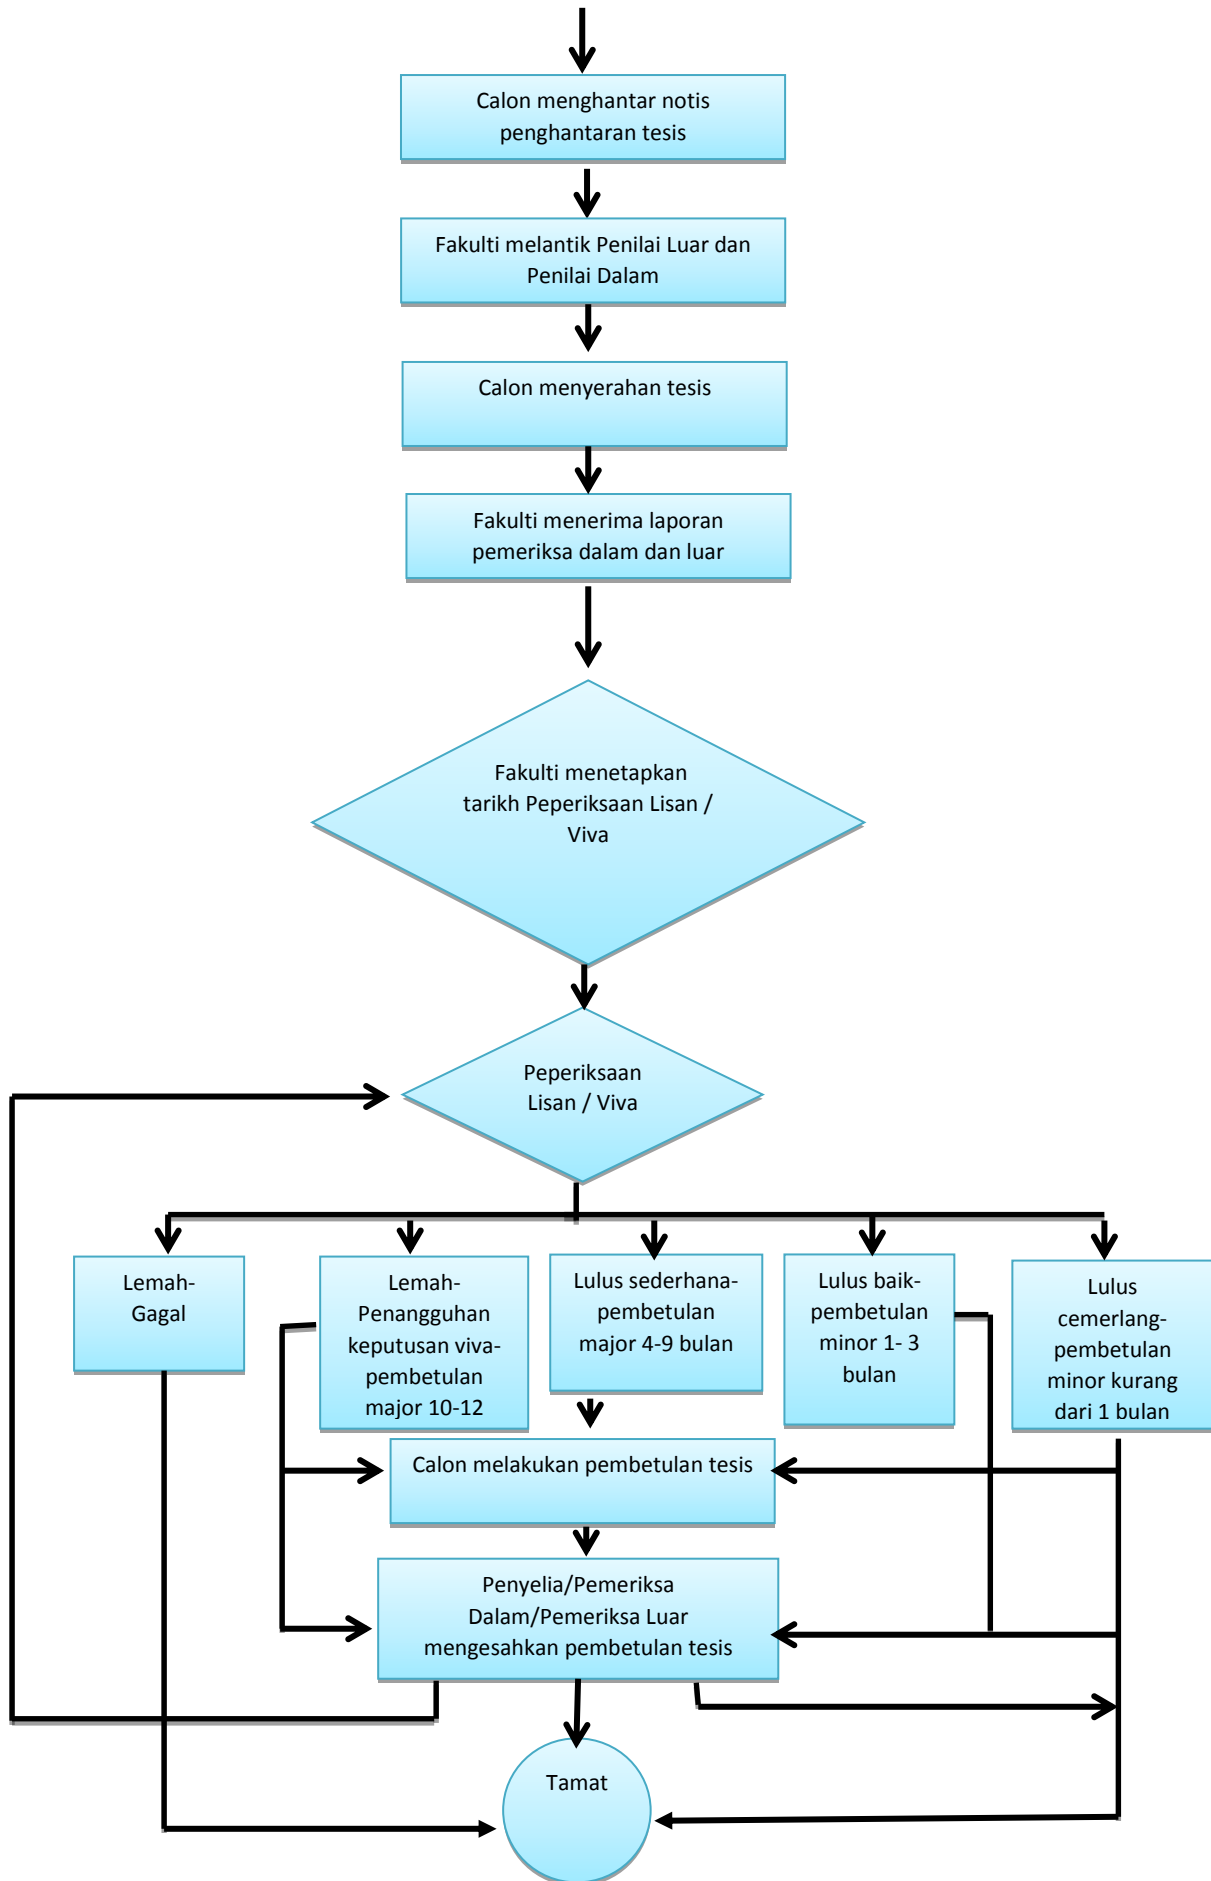 Calon menghantar notis
penghantaran tesis
Fakulti melantik Penilai Luar dan
Penilai Dalam
Calon menyerahan tesis
Fakulti menerima laporan
pemeriksa dalam dan luar
Fakulti menetapkan
tarikh Peperiksaan Lisan /
Viva
Peperiksaan
Lisan / Viva
Lemah-
Gagal
Lemah-
Penangguhan
keputusan viva-
pembetulan
major 10-12
Lulus sederhana-
pembetulan
major 4-9 bulan
Lulus baik-
pembetulan
minor 1- 3
bulan
Lulus
cemerlang-
pembetulan
minor kurang
dari 1 bulan
Calon melakukan pembetulan tesis
Penyelia/Pemeriksa
Dalam/Pemeriksa Luar
mengesahkan pembetulan tesis
Tamat